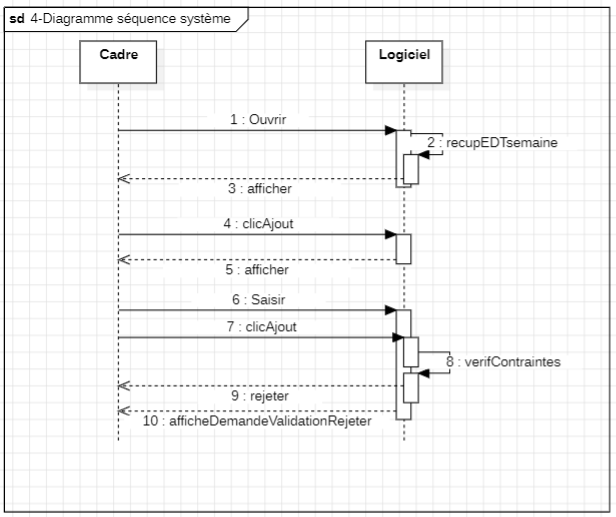 sd 4-Diagramme séquence système
Cadre
Logiciel
1 : Ouvrir
2 : recupEDTsemaine
3 : afficher
4 : clicAjout
5 : afficher
6 : Saisir
7 : clicAjout
8 : verifContraintes
9 : rejeter
10 : afficheDemandeValidationRejeter